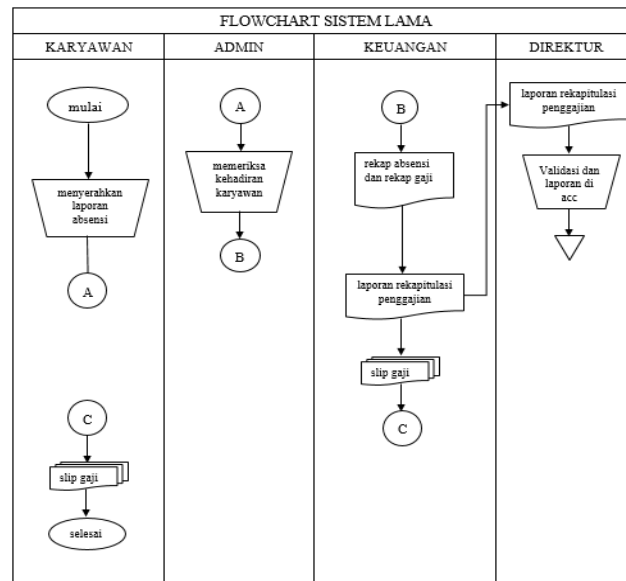 FLOWCHART SISTEM LAMA
KARYAWAN
ADMIN
KEUANGAN
DIREKTUR
mulai
menyerahkan
laporan
absensi
A
C
slip gaji
selesai
A
memeriksa
kehadiran
karyawan
B
B
rekap absensi
dan rekap gaji
laporan rekapitulasi
penggajian
slip gaji
C
laporan rekapitulasi
penggajian
Validasi dan
laporan di
acc